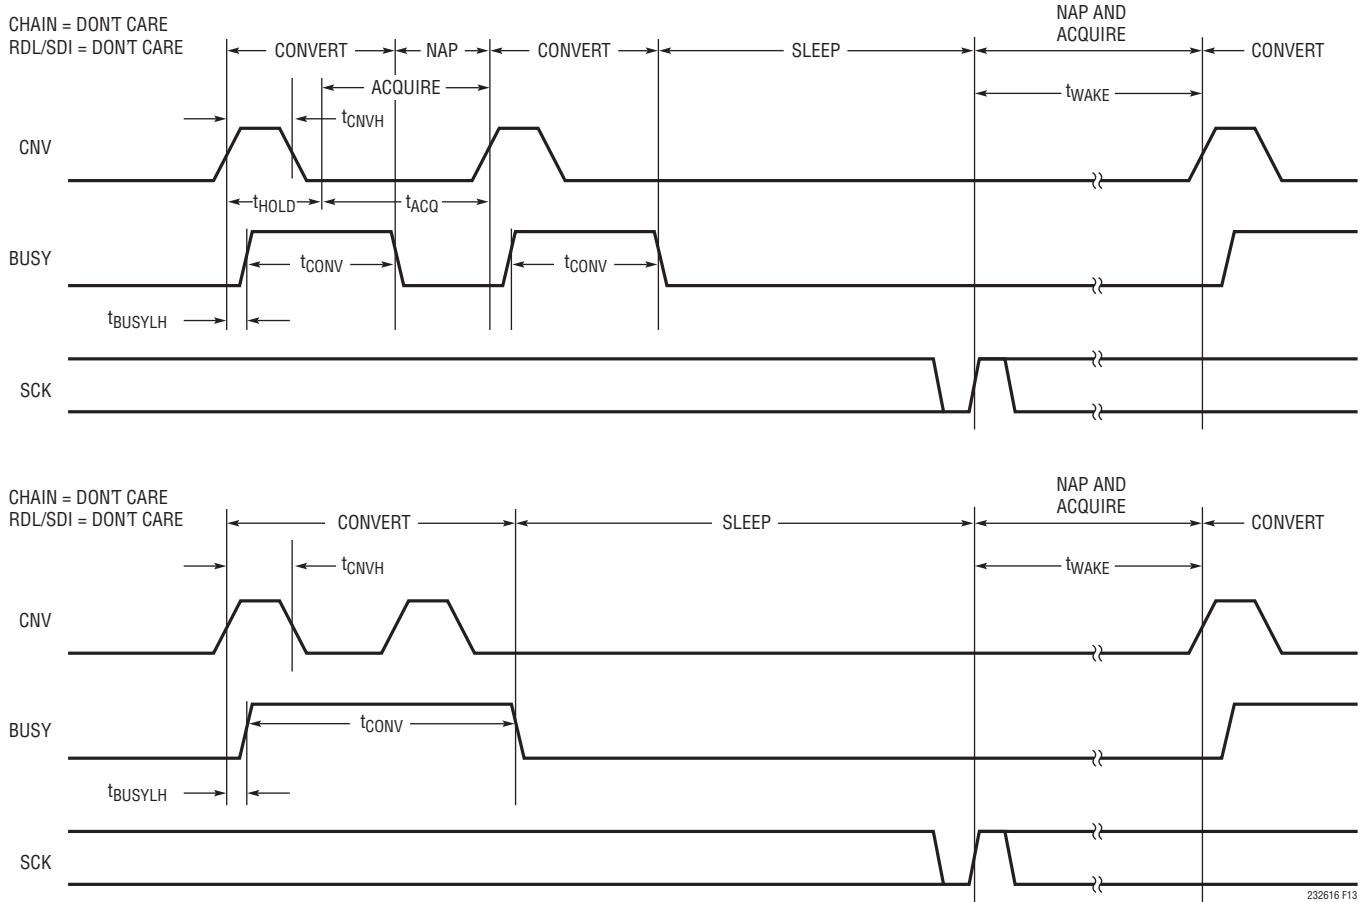 CHAIN = DON'T CARE
RDL/SDI = DON'T CARE
NAP AND
ACQUIRE
CONVERT
NAP
CONVERT
SLEEP
CONVERT
ACQUIRE
tWAKE
tCNVH
CNV
tHOLD
tACQ
BUSY
tCONV
tCONV
tBUSYLH
SCK
CHAIN = DON'T CARE
RDL/SDI = DON'T CARE
NAP AND
ACQUIRE
CONVERT
SLEEP
CONVERT
tCNVH
tWAKE
CNV
BUSY
tCONV
tBUSYLH
SCK
232616 F13